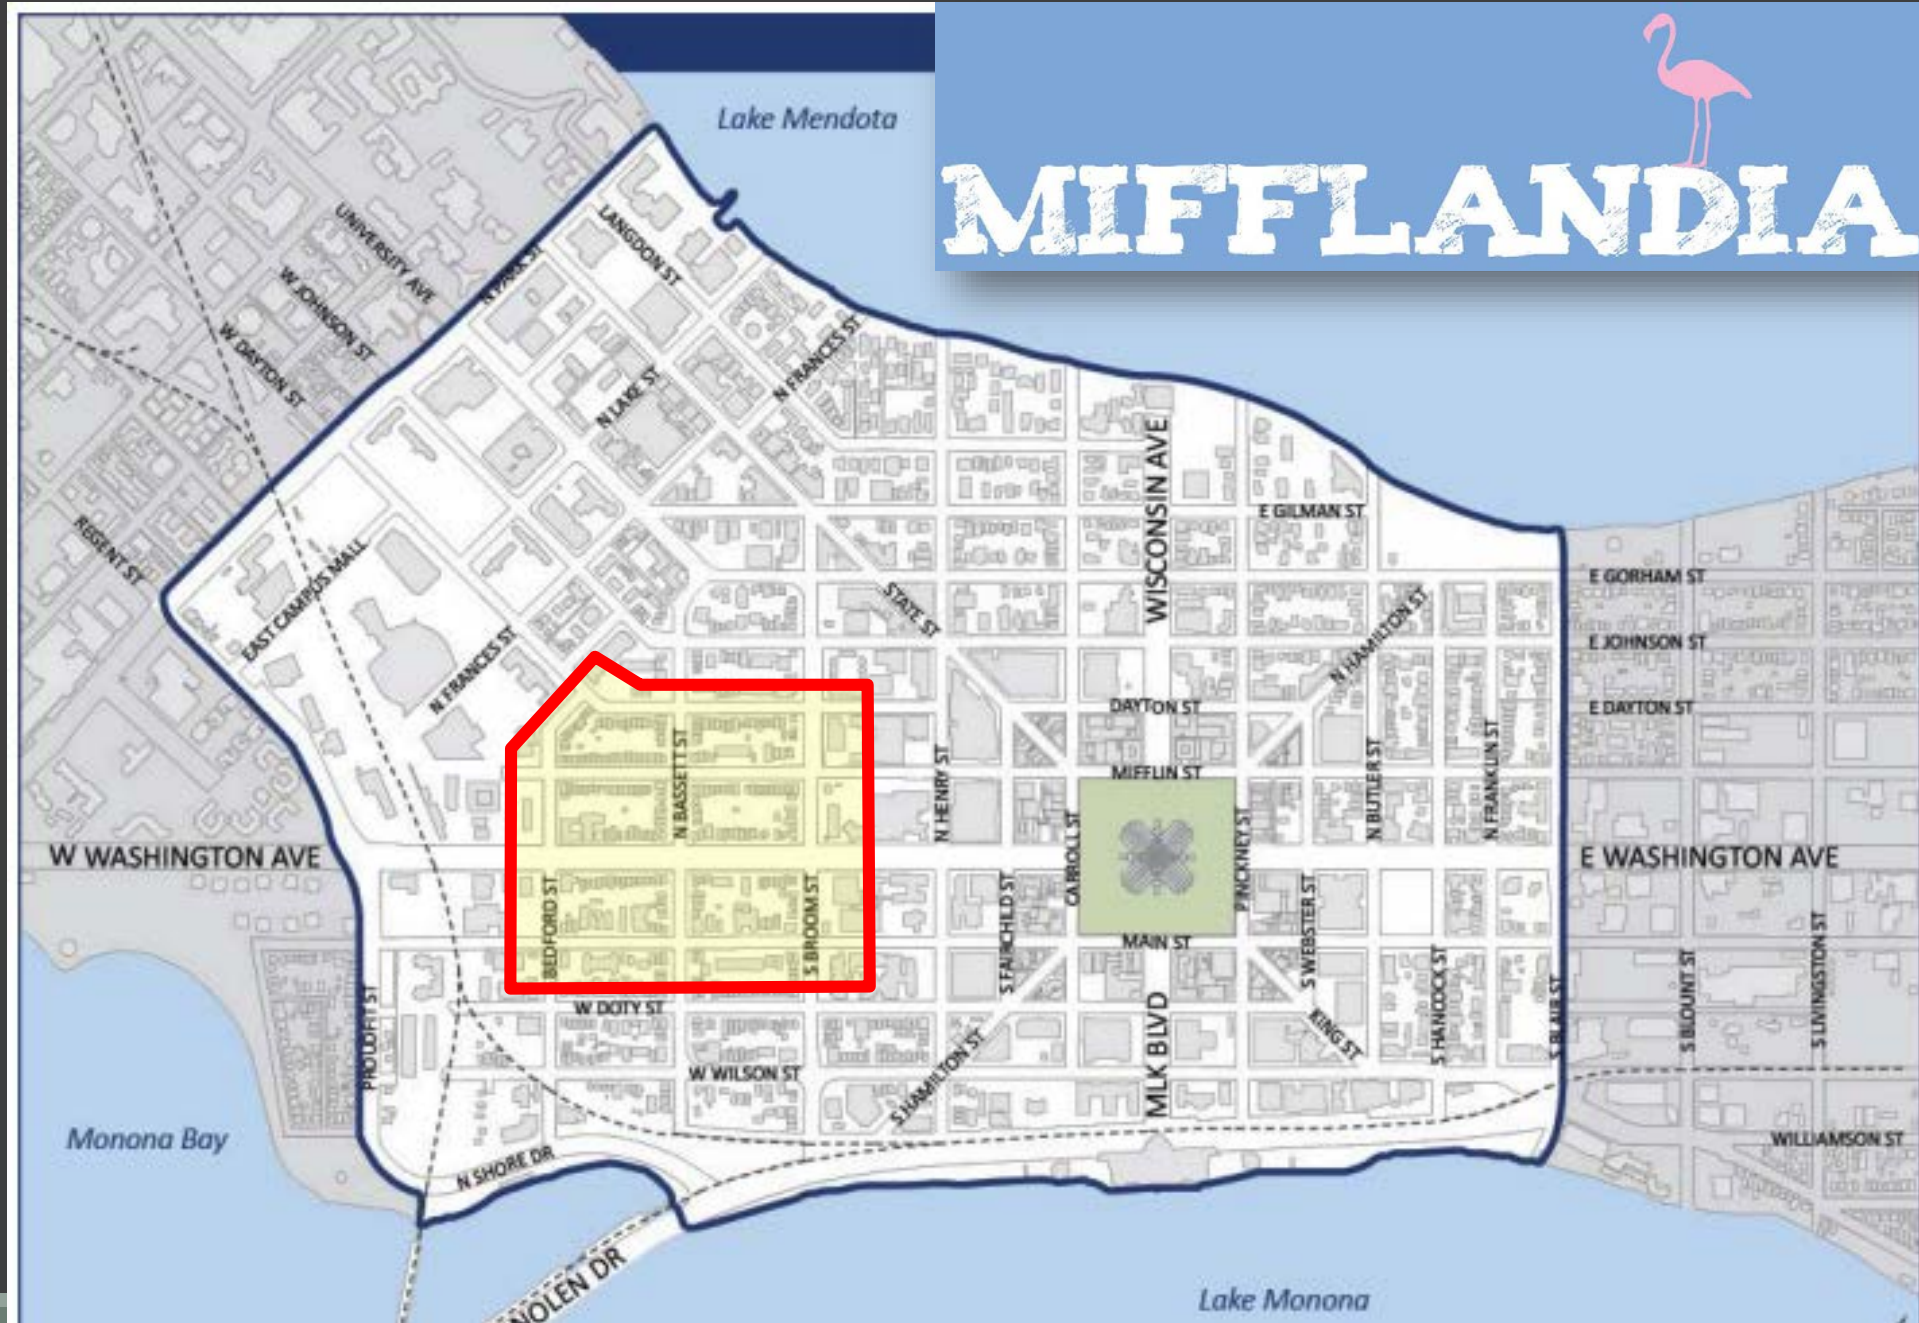 Lake Mendota
MIFFLANDIA
UNIVERSITY AVE
LANGDON ST
N PARK ST
W JOHNSON ST
W DAYTON ST
N LAKE ST
N FRANCES ST
WISCONSIN AVE
E GILMAN ST
REGENT ST
EAST CAMPUS MALL
STATE ST
E GORHAM ST
N HAMILTON ST
E JOHNSON ST
N FRANCES ST
DAYTON ST
E DAYTON ST
N BASSETT ST
N HENRY ST
MIFFLIN ST
N BUTLER ST
N FRANKLIN ST
W WASHINGTON AVE
CARROLL ST
PINCKNEY ST
E WASHINGTON AVE
BEDFORD ST
S BROOM ST
S FAIRCHILD ST
MAIN ST
S WEBSTER ST
S HANCOCK ST
S BLOUNT ST
S LIVINGSTON ST
PROUDFIT ST
W DOTY ST
S HAMILTON ST
MLK BLVD
KING ST
S BLAIR ST
W WILSON ST
Monona Bay
N SHORE DR
WILLIAMSON ST
NOLEN DR
Lake Monona